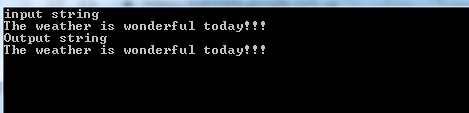 input string
The weather is wonderful today!!!
Output string
The weather is wonderful today!!!